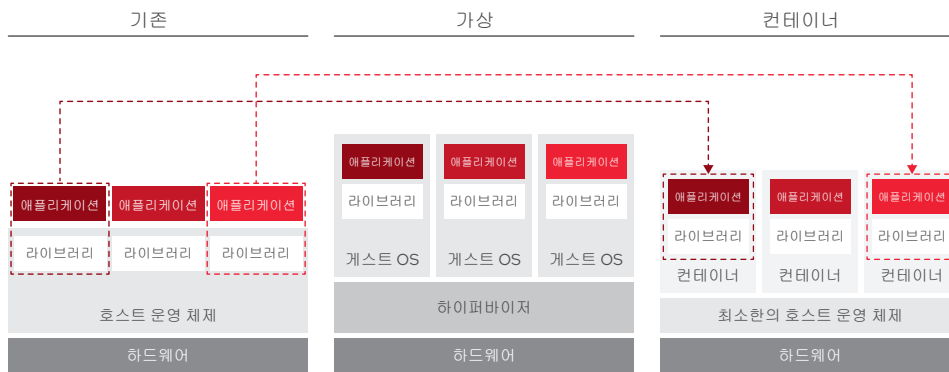 기존
가상
컨테이너
애플리케이션
애플리케이션
애플리케이션
라이브러리
라이브러리
라이브러리
호스트 운영 체제
하드웨어
애플리케이션
애플리케이션
애플리케이션
라이브러리
라이브러리
라이브러리
게스트 OS
게스트 OS
게스트 OS
하이퍼바이저
하드웨어
애플리케이션
애플리케이션
애플리케이션
라이브러리
라이브러리
라이브러리
컨테이너
컨테이너
컨테이너
최소한의 호스트 운영 체제
하드웨어